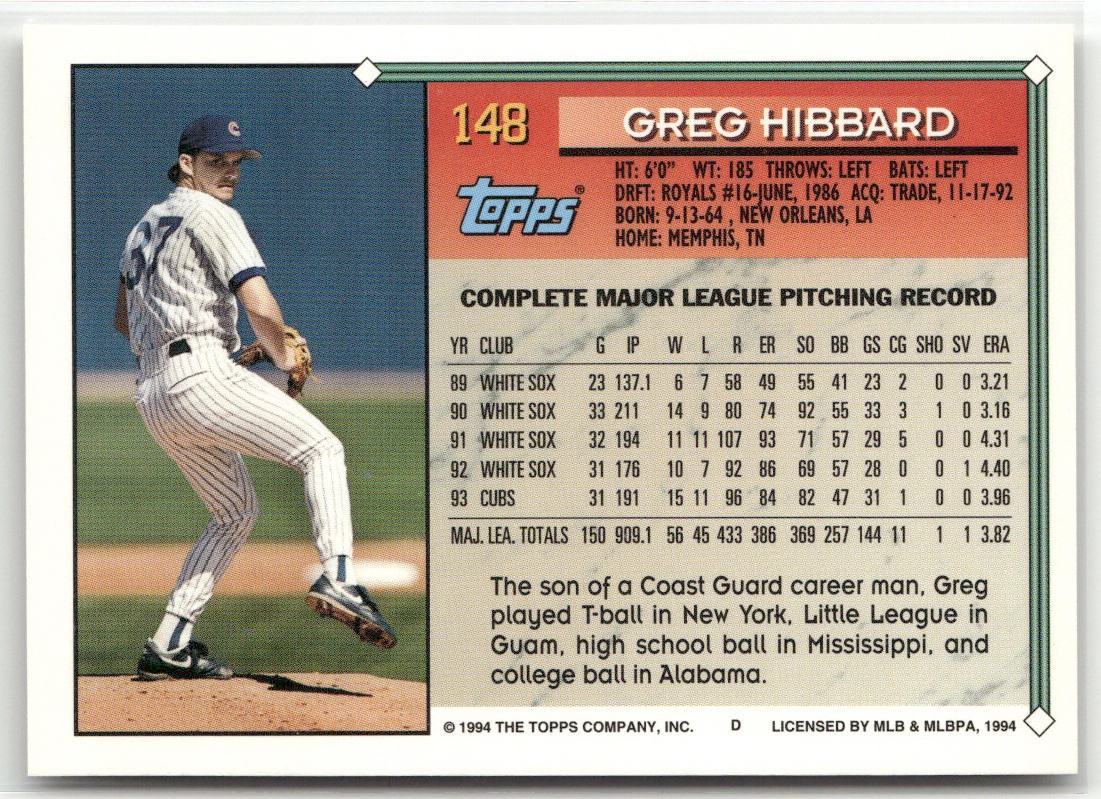 148
GREG HIBBARD
Topps®
HT: 6'0" WT: 185 THROWS: LEFT BATS: LEFT
DRFT: ROYALS #16-JUNE, 1986 ACQ: TRADE, 11-17-92
BORN: 9-13-64 , NEW ORLEANS, LA
HOME: MEMPHIS, TN
C
37
COMPLETE MAJOR LEAGUE PITCHING RECORD
YR CLUB G IP W L R ER SO BB GS CG SHO SV ERA
89 WHITE SOX 23 137.1 6 7 58 49 55 41 23 2 0 0 3.21
90 WHITE SOX 33 211 14 9 80 74 92 55 33 3 1 0 3.16
91 WHITE SOX 32 194 11 11 107 93 71 57 29 5 0 0 4.31
92 WHITE SOX 31 176 10 7 92 86 69 57 28 0 0 1 4.40
93 CUBS 31 191 15 11 96 84 82 47 31 1 0 0 3.96
MAJ. LEA. TOTALS 150 909.1 56 45 433 386 369 257 144 11 1 1 3.82
The son of a Coast Guard career man, Greg
played T-ball in New York, Little League in
Guam, high school ball in Mississippi, and
college ball in Alabama.
© 1994 THE TOPPS COMPANY, INC. D LICENSED BY MLB & MLBPA, 1994